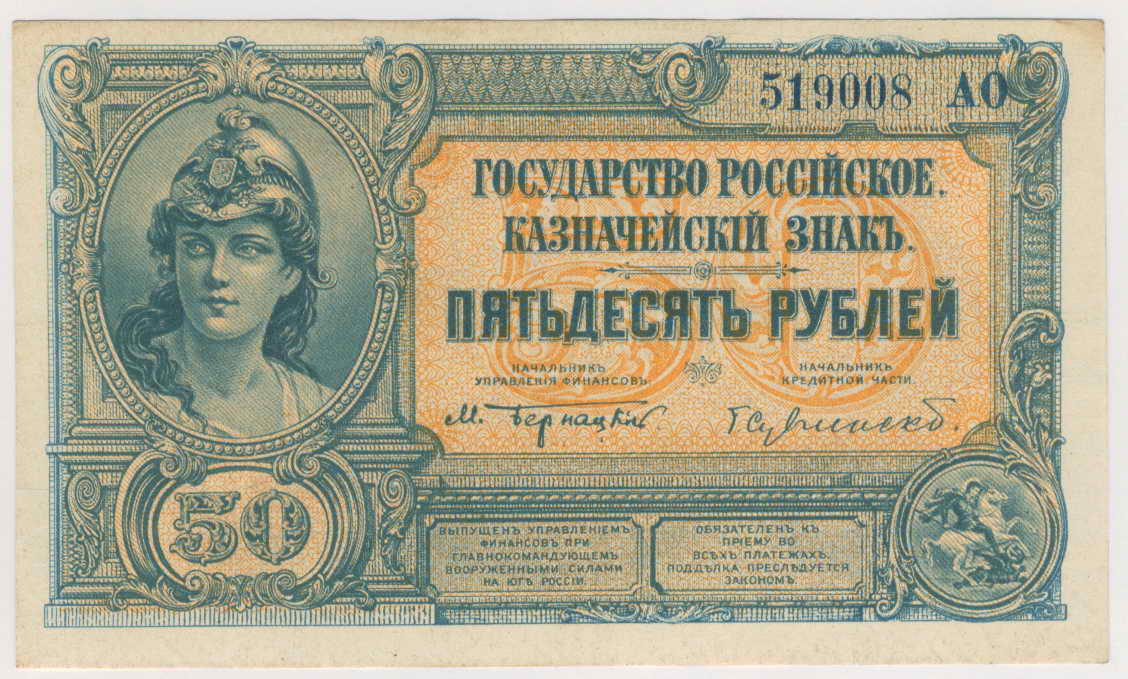 519008 АО
ГОСУДАРСТВО РОССІЙСКОЕ.
КАЗНАЧЕЙСКІЙ ЗНАКЪ.
50
ПЯТЬДЕСЯТЪ РУБЛЕЙ
НАЧАЛЬНИКЪ
УПРАВЛЕНІЯ ФИНАНСОВЪ
М. Бернацкій
НАЧАЛЬНИКЪ
КРЕДИТНОЙ ЧАСТИ.
50
ВЫПУЩЕНЪ УПРАВЛЕНІЕМЪ
ФИНАНСОВЪ ПРИ
ГЛАВНОКОМАНДУЮЩЕМЪ
ВООРУЖЕННЫМИ СИЛАМИ
НА ЮГѢ РОССІИ.
ОБЯЗАТЕЛЕНЪ КЪ
ПРІЕМУ ВО
ВСѢХЪ ПЛАТЕЖАХЪ.
ПОДДѢЛКА ПРЕСЛѢДУЕТСЯ
ЗАКОНОМЪ